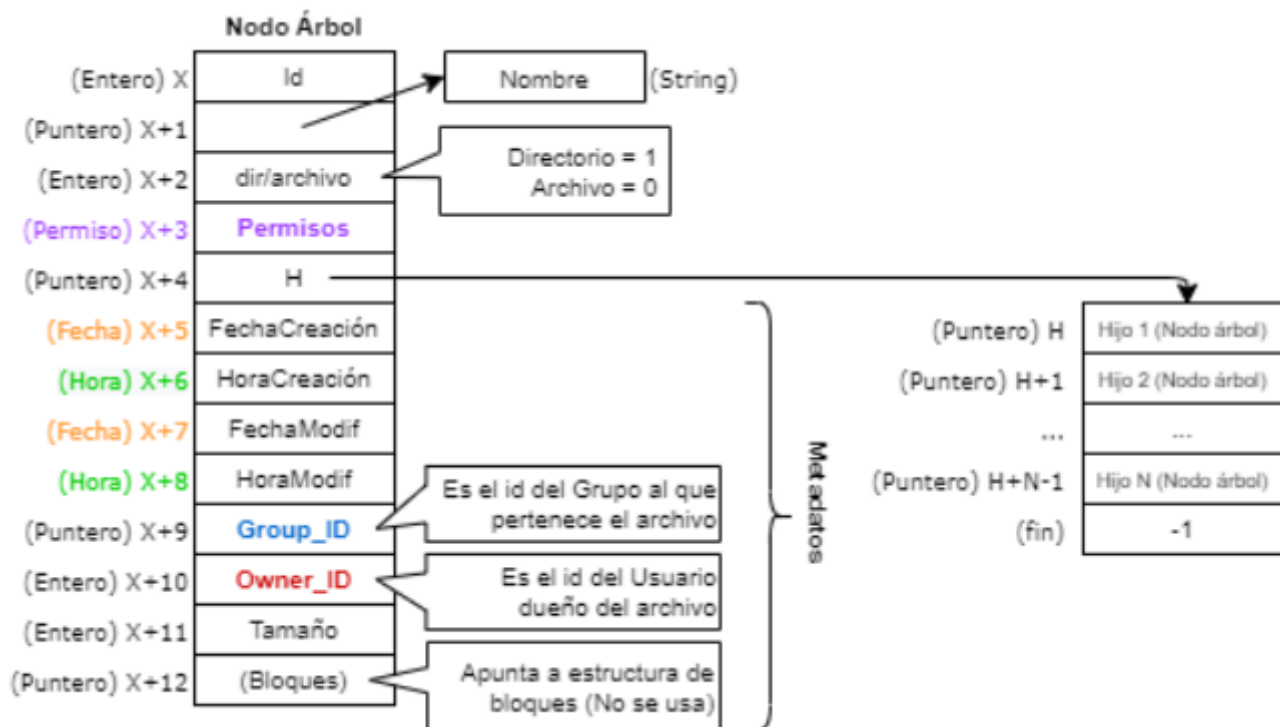 Nodo Árbol
(Entero) X Id Nombre (String)
(Puntero) X+1
(Entero) X+2 dir/archivo
Directorio = 1
Archivo = 0
(Permiso) X+3 Permisos
(Puntero) X+4 H
(Fecha) X+5 FechaCreación
(Hora) X+6 HoraCreación
(Fecha) X+7 FechaModif
(Hora) X+8 HoraModif
(Puntero) X+9 Group_ID
Es el id del Grupo al que
pertenece el archivo
(Entero) X+10 Owner_ID
Es el id del Usuario
dueño del archivo
(Entero) X+11 Tamaño
(Puntero) X+12 (Bloques)
Apunta a estructura de
bloques (No se usa)
Metadatos
(Puntero) H Hijo 1 (Nodo árbol)
(Puntero) H+1 Hijo 2 (Nodo árbol)
... ...
(Puntero) H+N-1 Hijo N (Nodo árbol)
(fin) -1